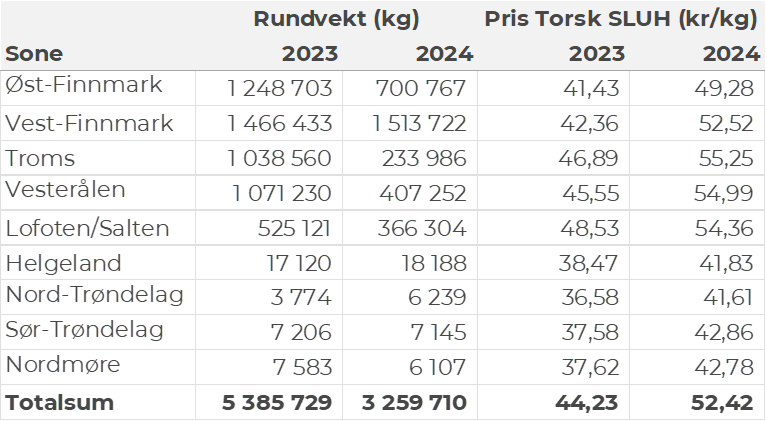 Rundvekt (kg) Pris Torsk SLUH (kr/kg)
Sone 2023 2024 2023 2024
Øst-Finnmark 1 248 703 700 767 41,43 49,28
Vest-Finnmark 1 466 433 1 513 722 42,36 52,52
Troms 1 038 560 233 986 46,89 55,25
Vesterålen 1 071 230 407 252 45,55 54,99
Lofoten/Salten 525 121 366 304 48,53 54,36
Helgeland 17 120 18 188 38,47 41,83
Nord-Trøndelag 3 774 6 239 36,58 41,61
Sør-Trøndelag 7 206 7 145 37,58 42,86
Nordmøre 7 583 6 107 37,62 42,78
Totalsum 5 385 729 3 259 710 44,23 52,42